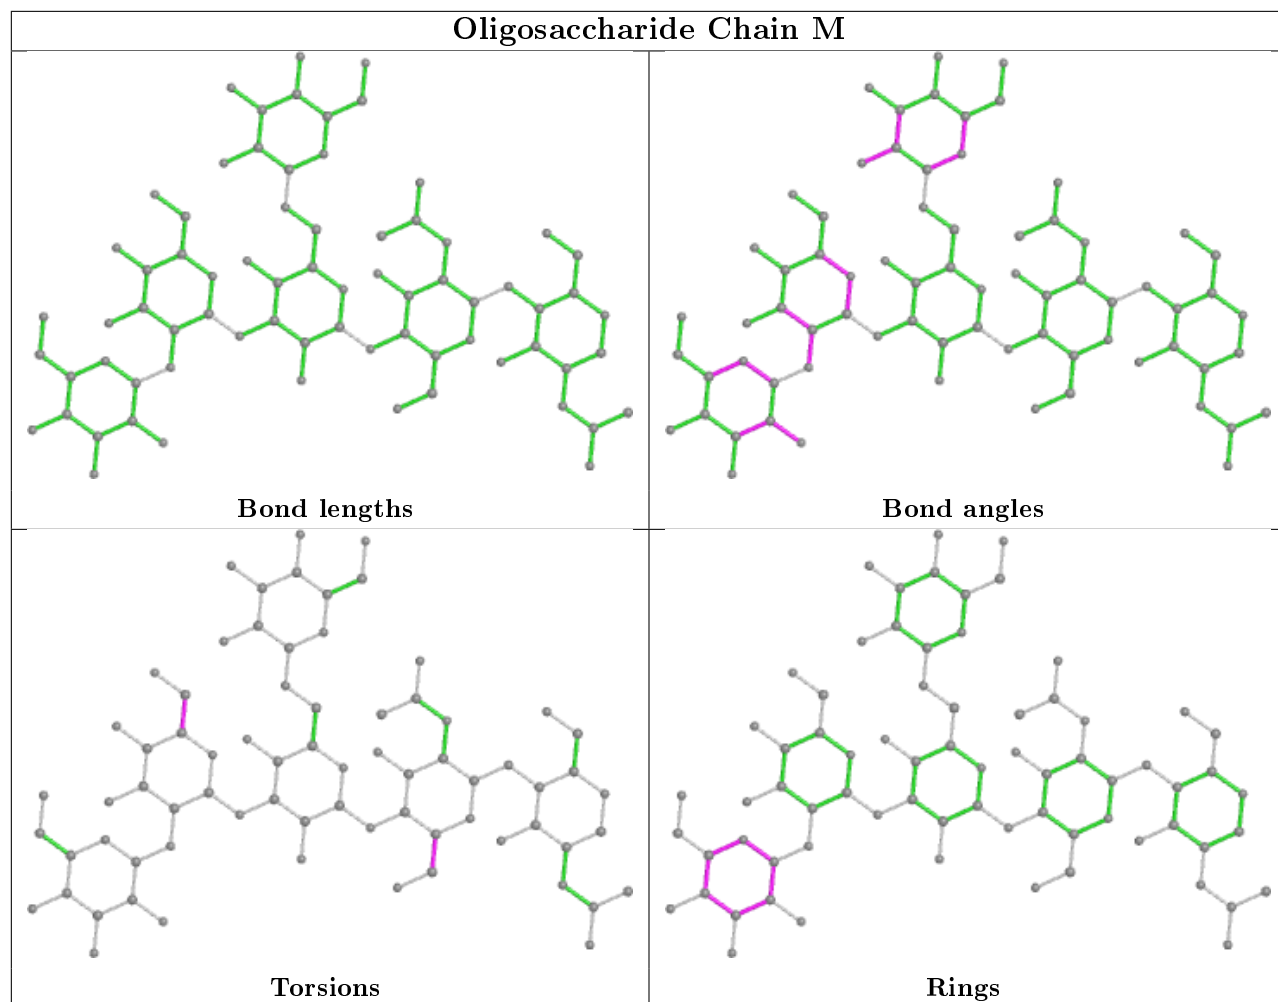 Oligosaccharide Chain M
Bond lengths
Bond angles
Torsions
Rings